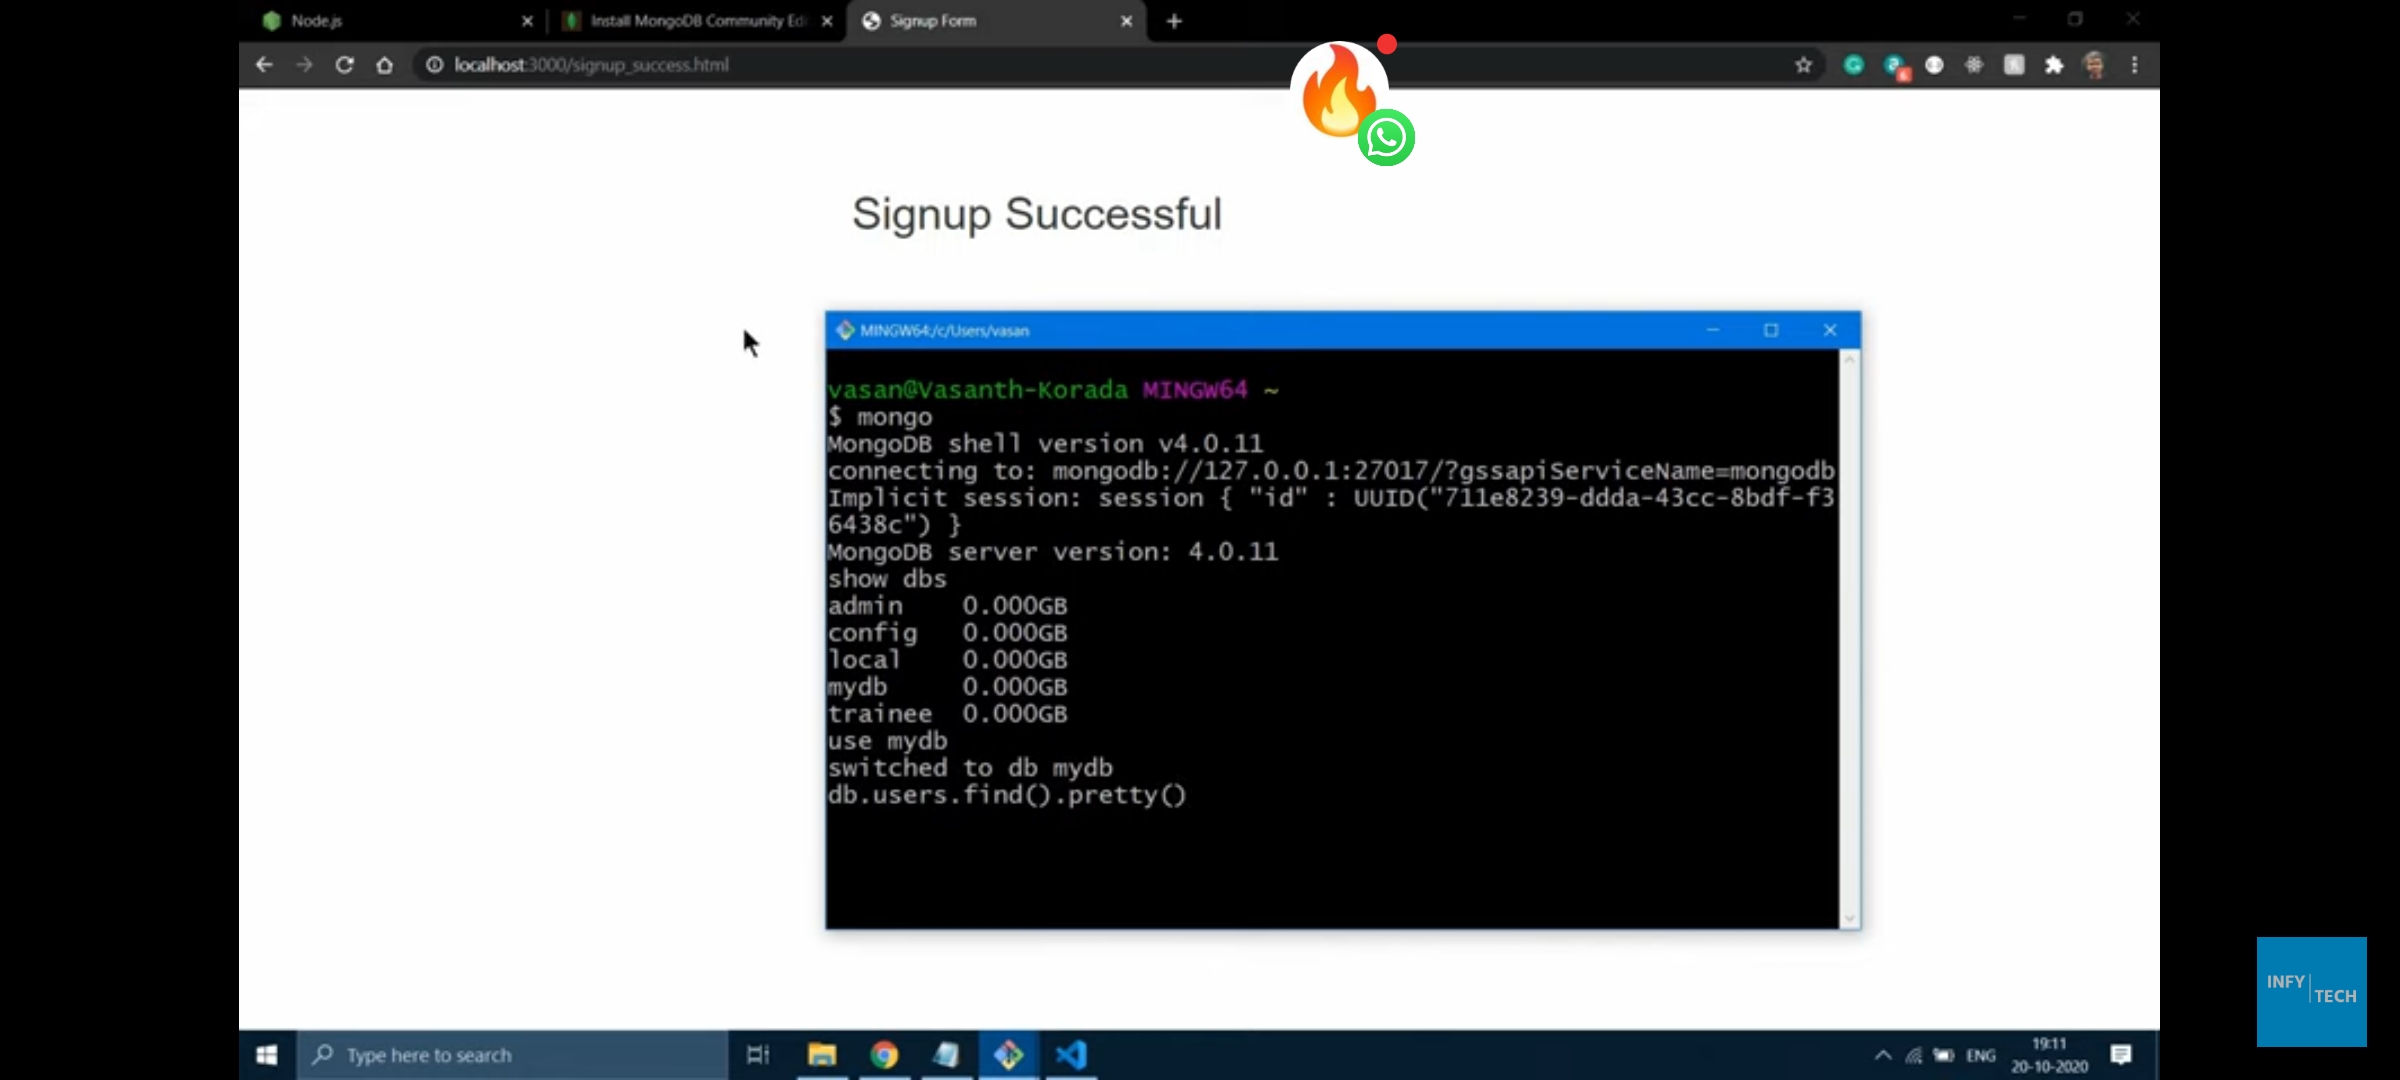 Node.js
Install MongoDB Community Edi
Signup Form
localhost:3000/signup_success.html
Signup Successful
MINGW64:/c/Users/vasan
vasan@Vasanth-Korada MINGW64 ~
$ mongo
MongoDB shell version v4.0.11
connecting to: mongodb://127.0.0.1:27017/?gssapiServiceName=mongodb
Implicit session: session { "id" : UUID("711e8239-ddda-43cc-8bdf-f3
6438c") }
MongoDB server version: 4.0.11
show dbs
admin    0.000GB
config   0.000GB
local    0.000GB
mydb     0.000GB
trainee  0.000GB
use mydb
switched to db mydb
db.users.find().pretty()
INFY
TECH
Type here to search
ENG
19:11
20-10-2020